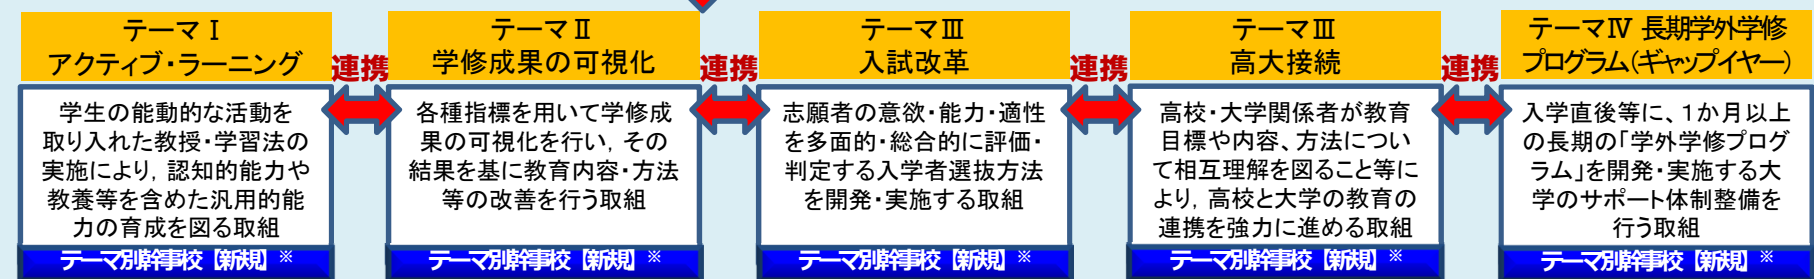 テーマⅠ
アクティブ・ラーニング
連携
テーマⅡ
学修成果の可視化
連携
テーマⅢ
入試改革
連携
テーマⅢ
高大接続
連携
テーマⅣ 長期学外学修
プログラム(ギャップイヤー)
学生の能動的な活動を
取り入れた教授・学習法の
実施により，認知的能力や
教養等を含めた汎用的能
力の育成を図る取組
各種指標を用いて学修成
果の可視化を行い，その
結果を基に教育内容・方法
等の改善を行う取組
志願者の意欲・能力・適性
を多面的・総合的に評価・
判定する入学者選抜方法
を開発・実施する取組
高校・大学関係者が教育
目標や内容、方法につい
て相互理解を図ること等に
より，高校と大学の教育の
連携を強力に進める取組
入学直後等に、１か月以上
の長期の「学外学修プログ
ラム」を開発・実施する大
学のサポート体制整備を
行う取組
テーマ別幹事校【新規】※
テーマ別幹事校【新規】※
テーマ別幹事校【新規】※
テーマ別幹事校【新規】※
テーマ別幹事校【新規】※